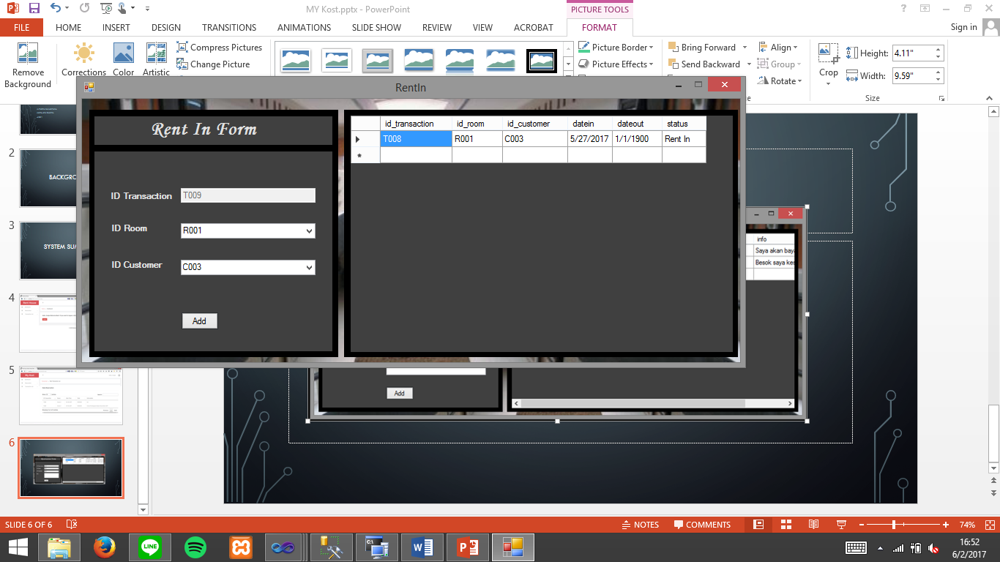 MY Kost.pptx - PowerPoint
PICTURE TOOLS
FILE
HOME
INSERT
DESIGN
TRANSITIONS
ANIMATIONS
SLIDE SHOW
REVIEW
VIEW
ACROBAT
FORMAT
Sign in
Remove
Background
Corrections
Color
Artistic
Compress Pictures
Change Picture
Picture Border
Picture Effects
Bring Forward
Send Backward
Align
Group
Rotate
Crop
Height: 4.11"
Width: 9.59"
Size
RentIn
Rent In Form
ID Transaction T009
ID Room R001
ID Customer C003
Add
id_transaction id_room id_customer datein dateout status
T008 R001 C003 5/27/2017 1/1/1900 Rent In
info
Saya akan baya
Besok saya kes
Add
2
BACKGRO
3
SYSTEM SU
4
5
6
SLIDE 6 OF 6
NOTES
COMMENTS
74%
LINE
16:52
6/2/2017